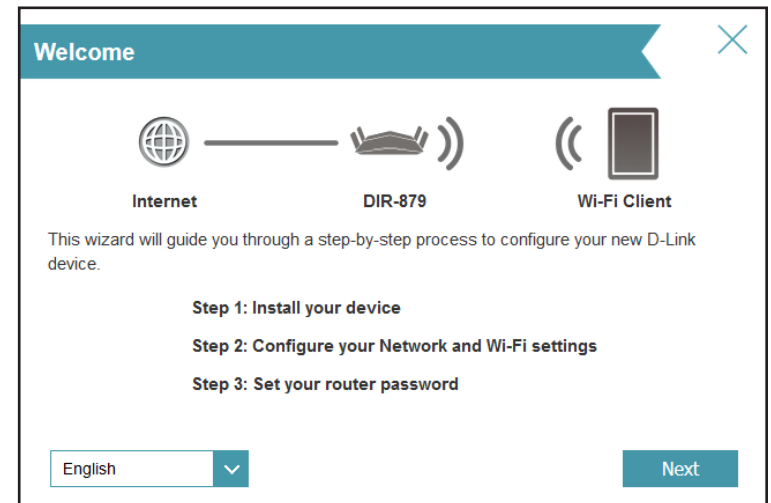 Welcome
Internet
DIR-879
Wi-Fi Client
This wizard will guide you through a step-by-step process to configure your new D-Link
device.
Step 1: Install your device
Step 2: Configure your Network and Wi-Fi settings
Step 3: Set your router password
English
Next